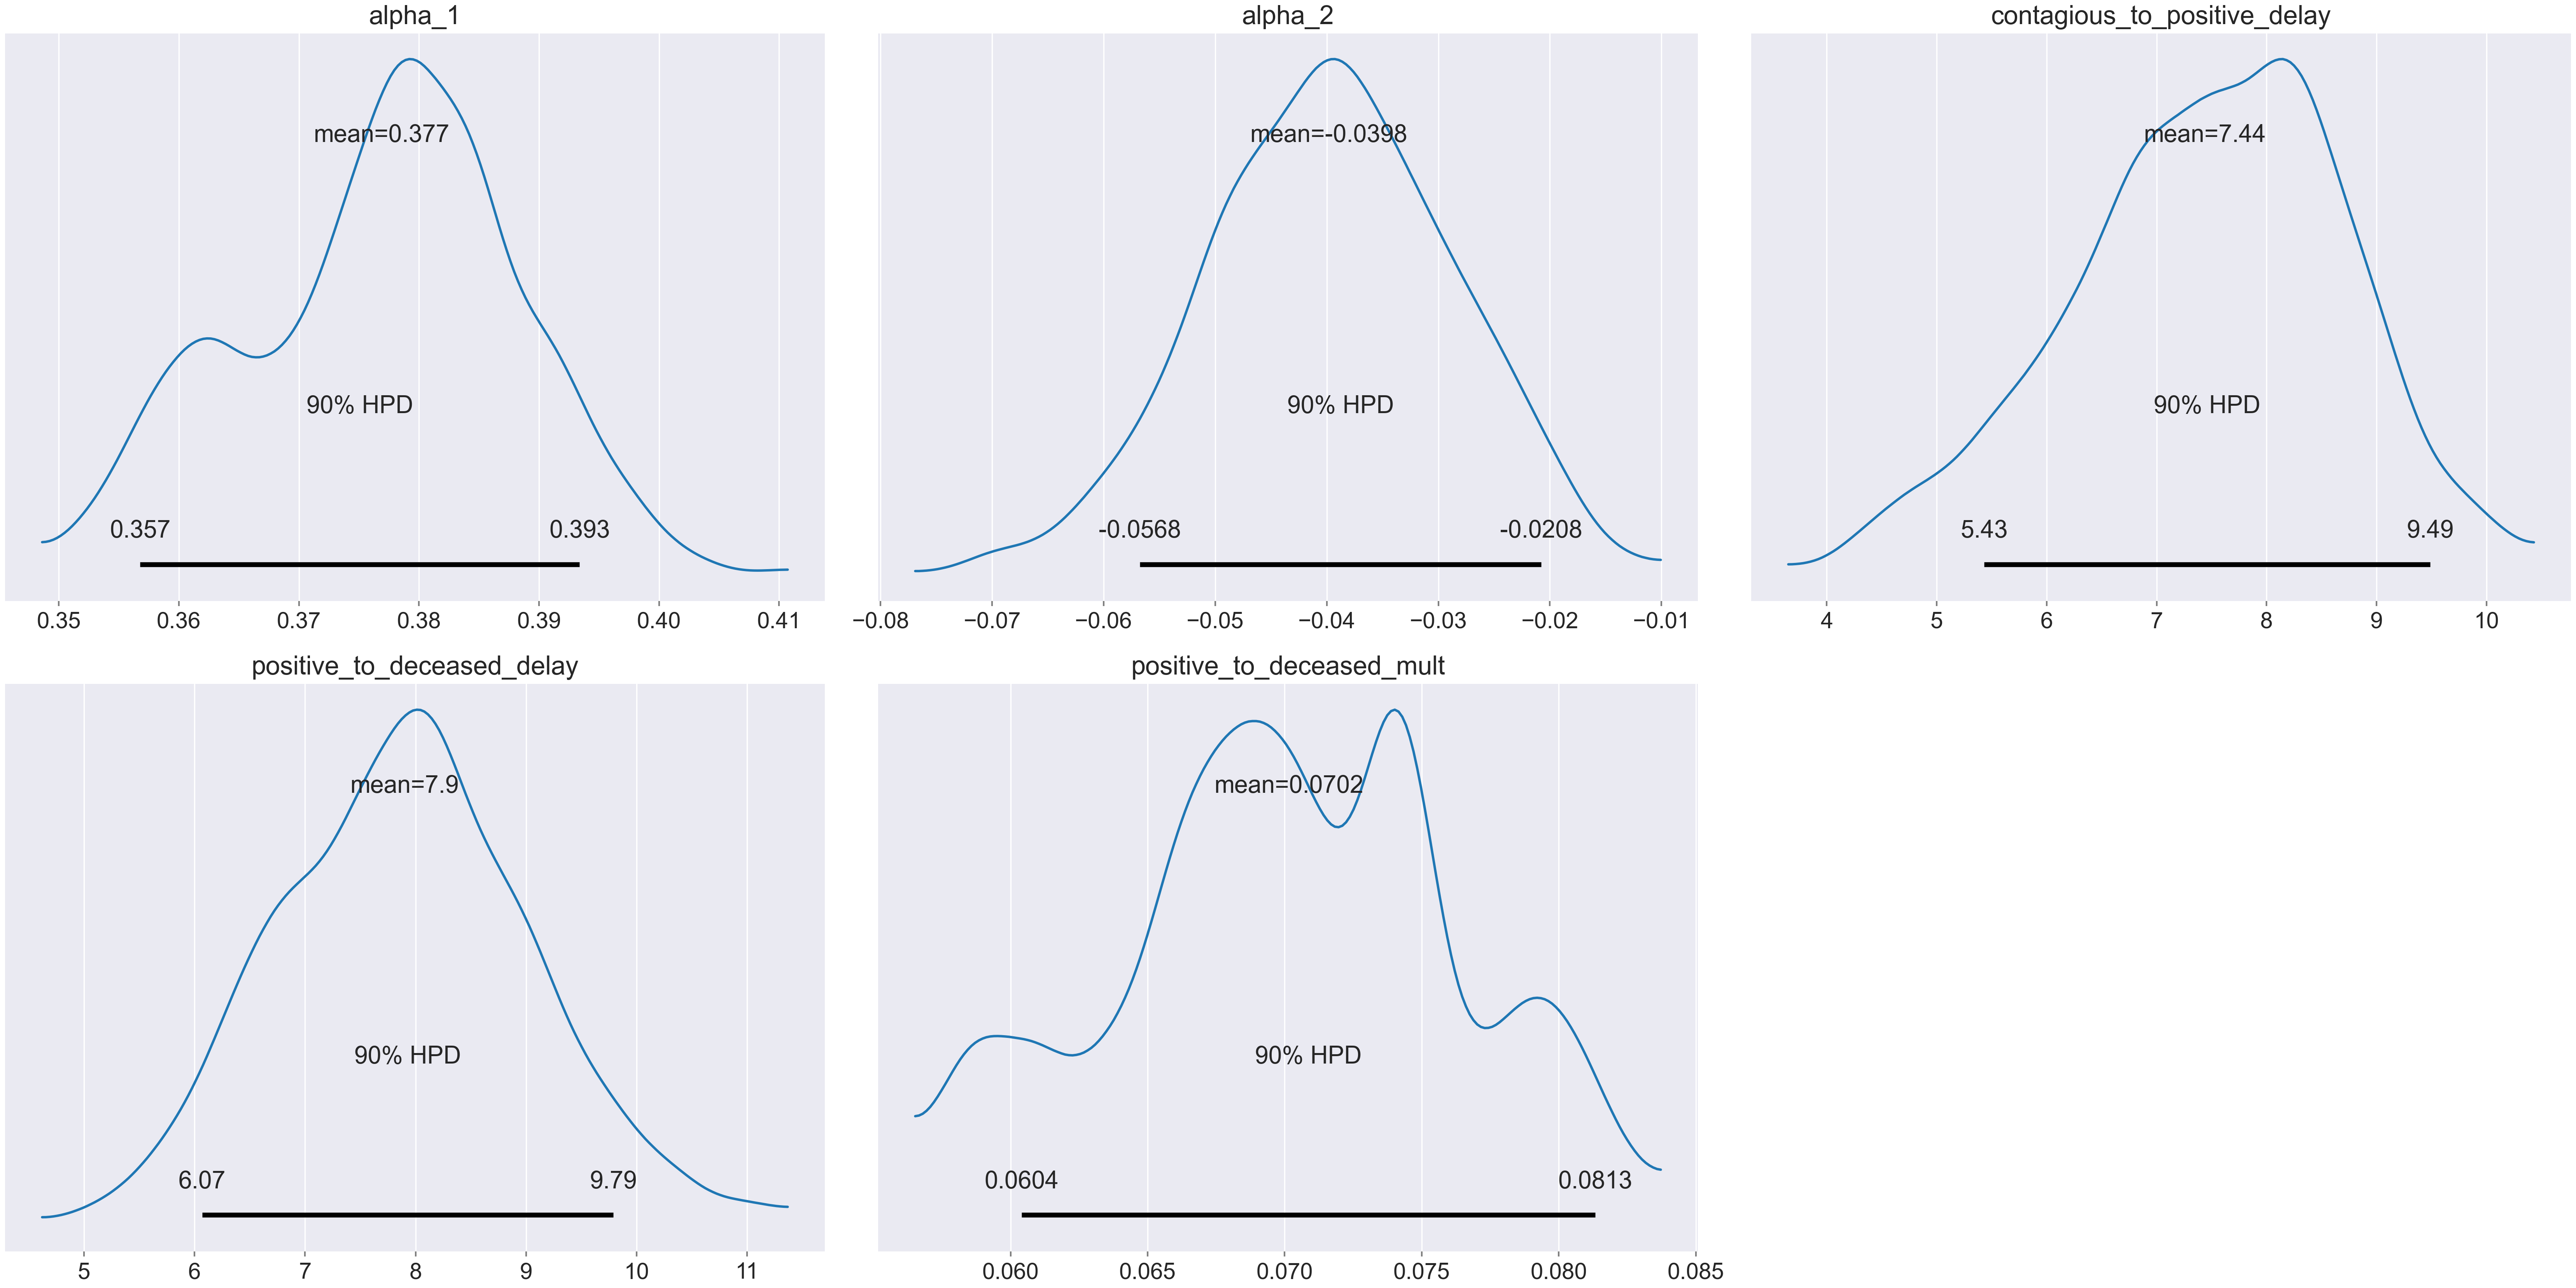 alpha_1
mean=0.377
90% HPD
0.357 0.393
0.35 0.36 0.37 0.38 0.39 0.40 0.41
alpha_2
mean=-0.0398
90% HPD
-0.0568 -0.0208
−0.08 −0.07 −0.06 −0.05 −0.04 −0.03 −0.02 −0.01
contagious_to_positive_delay
mean=7.44
90% HPD
5.43 9.49
4 5 6 7 8 9 10
positive_to_deceased_delay
mean=7.9
90% HPD
6.07 9.79
5 6 7 8 9 10 11
positive_to_deceased_mult
mean=0.0702
90% HPD
0.0604 0.0813
0.060 0.065 0.070 0.075 0.080 0.085